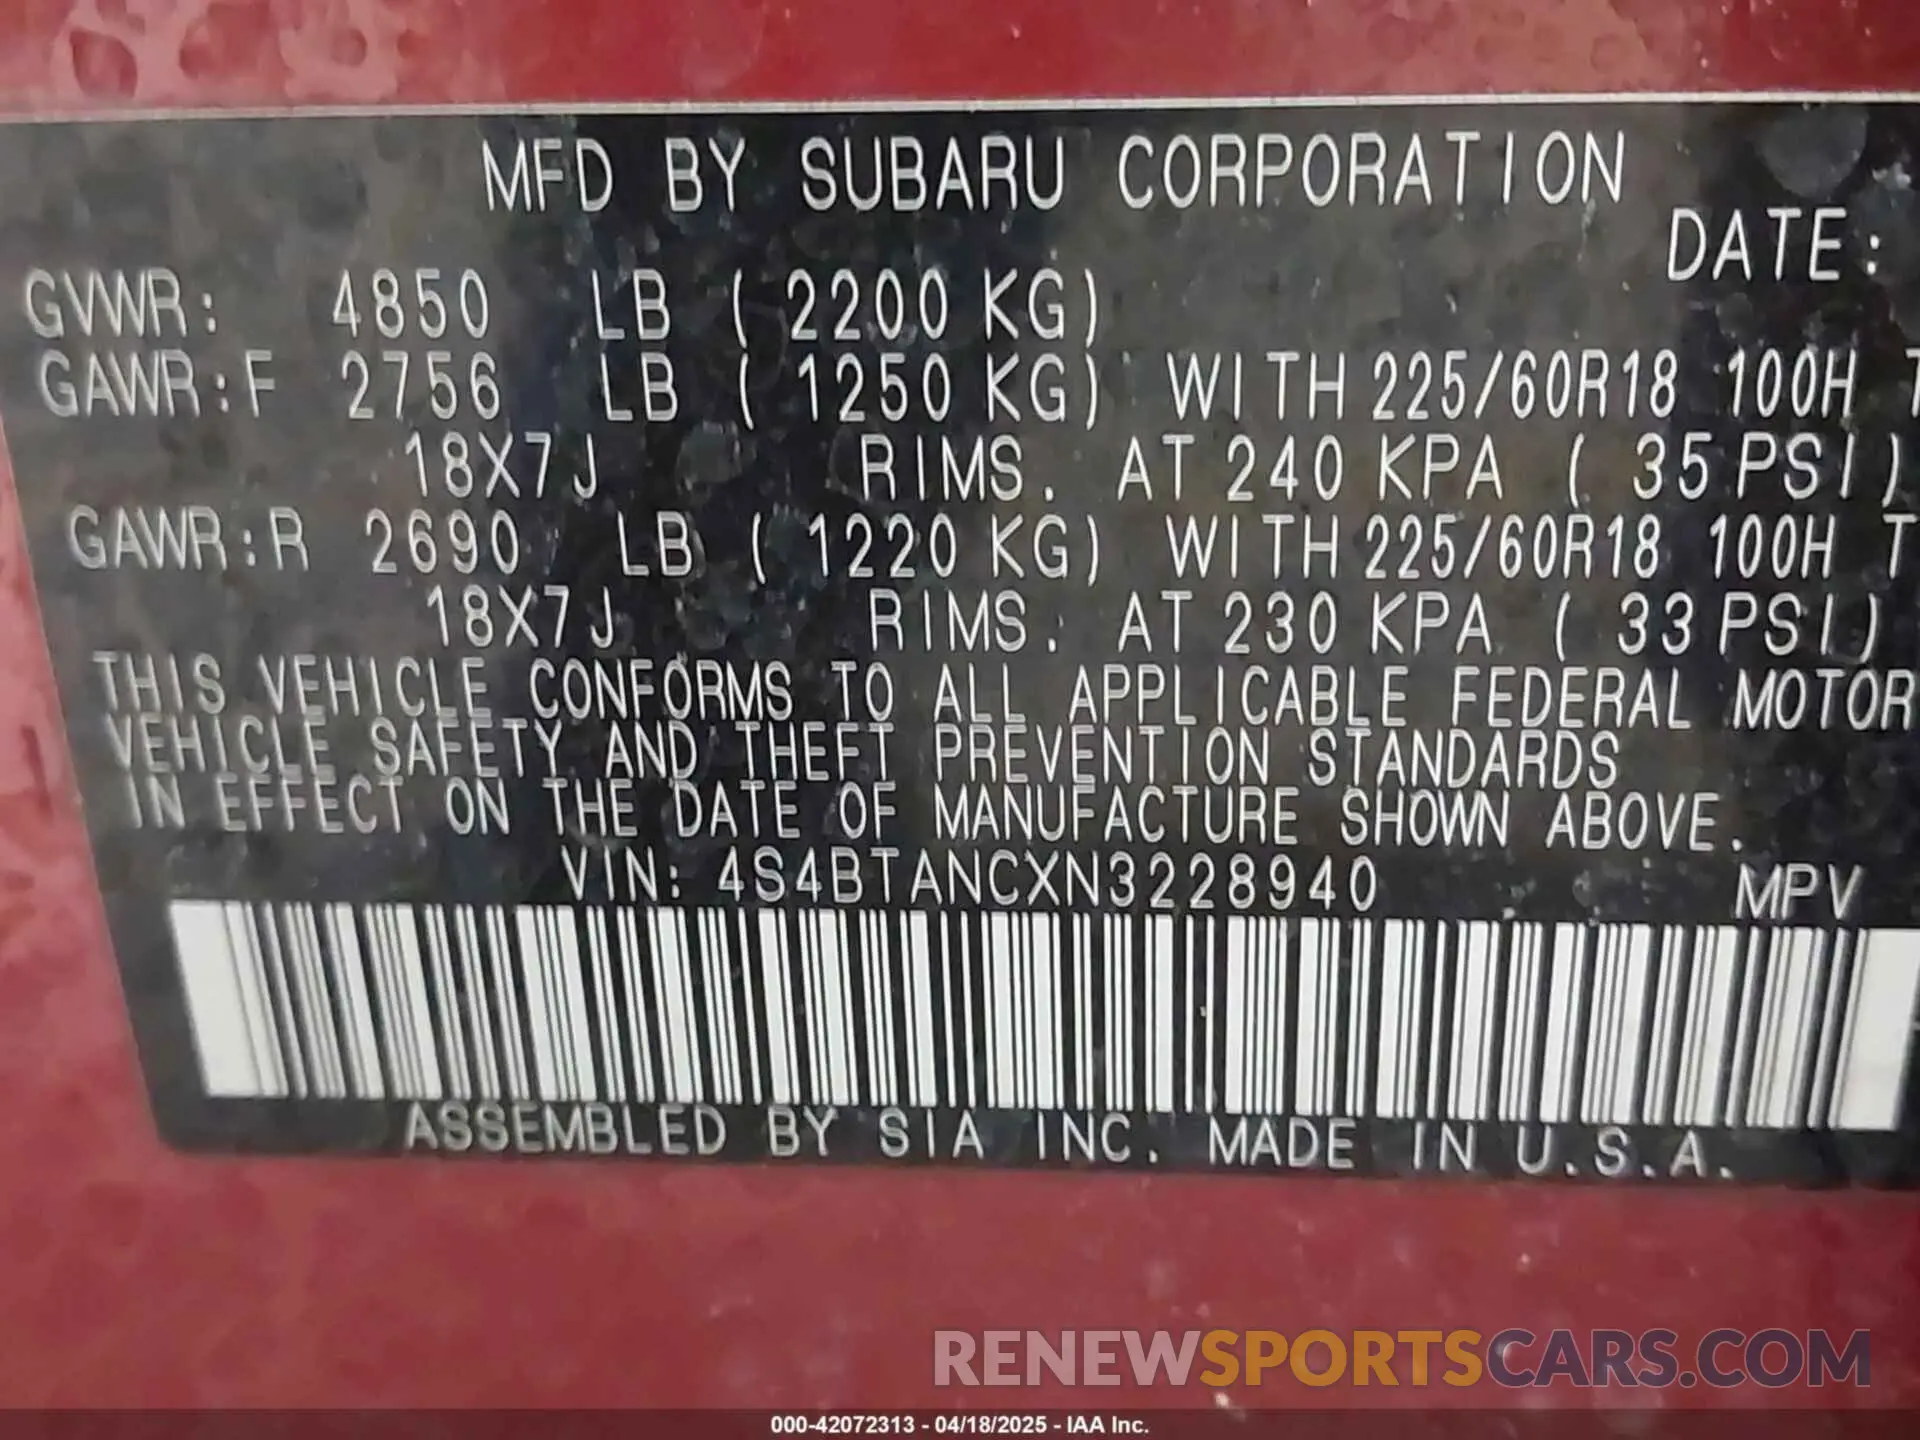 MFD BY SUBARU CORPORATION
DATE:
GVWR: 4850 LB ( 2200 KG)
GAWR:F 2756 LB ( 1250 KG) WITH 225/60R18 100H T
18X7J RIMS. AT 240 KPA ( 35 PSI)
GAWR:R 2690 LB ( 1220 KG) WITH 225/60R18 100H T
18X7J RIMS. AT 230 KPA ( 33 PSI)
THIS VEHICLE CONFORMS TO ALL APPLICABLE FEDERAL MOTOR
VEHICLE SAFETY AND THEFT PREVENTION STANDARDS
IN EFFECT ON THE DATE OF MANUFACTURE SHOWN ABOVE.
VIN: 4S4BTANCXN3228940 MPV
ASSEMBLED BY SIA INC. MADE IN U.S.A.
RENEWSPORTSCARS.COM
000-42072313 - 04/18/2025 - IAA Inc.